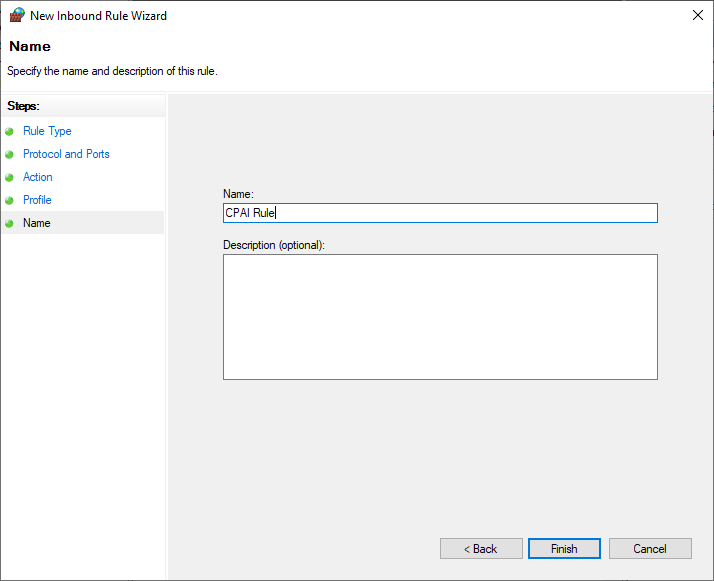 New Inbound Rule Wizard
Name
Specify the name and description of this rule.
Steps:
Rule Type
Protocol and Ports
Action
Profile
Name
Name:
CPAI Rule
Description (optional):
< Back
Finish
Cancel